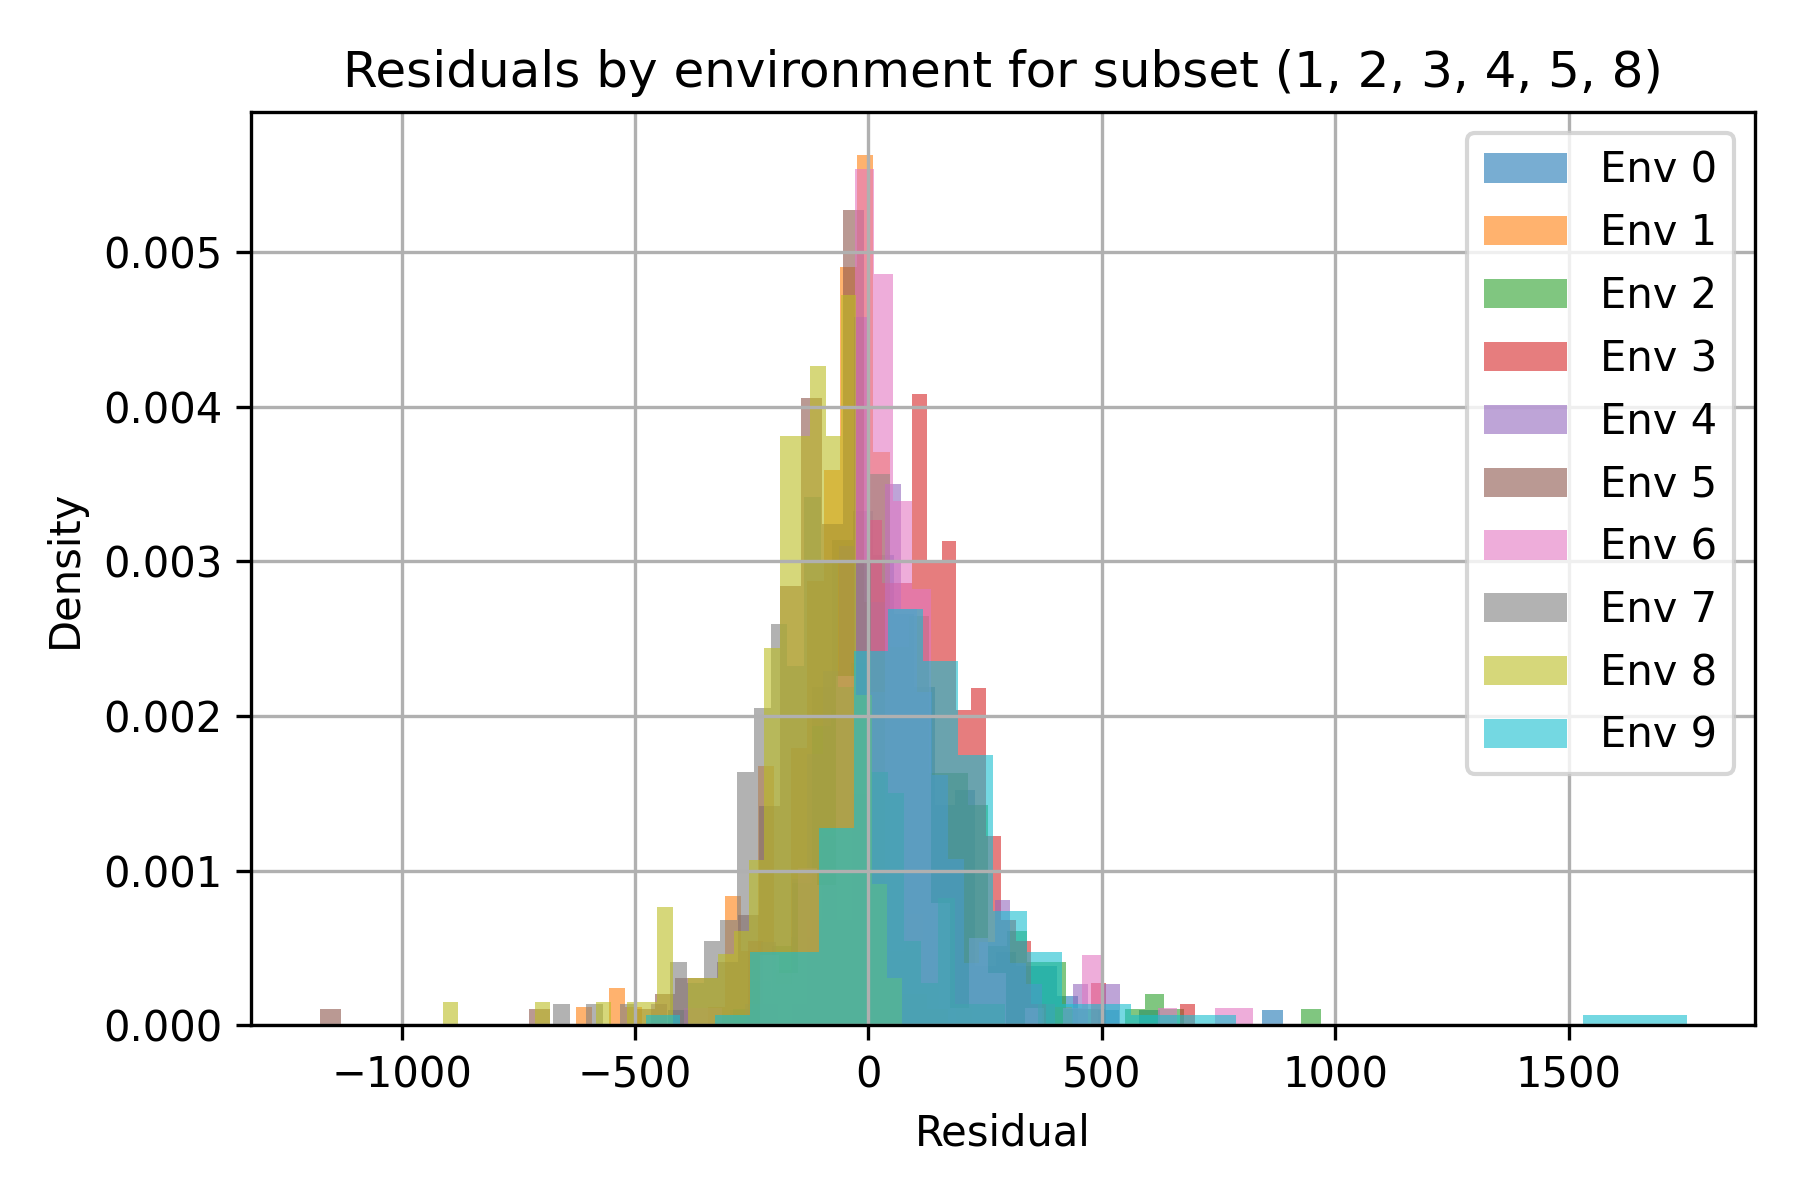 Residuals by environment for subset (1, 2, 3, 4, 5, 8)
Env 0
Env 1
Env 2
Env 3
Env 4
Env 5
Env 6
Env 7
Env 8
Env 9
Density
0.005
0.004
0.003
0.002
0.001
0.000
−1000 −500 0 500 1000 1500
Residual